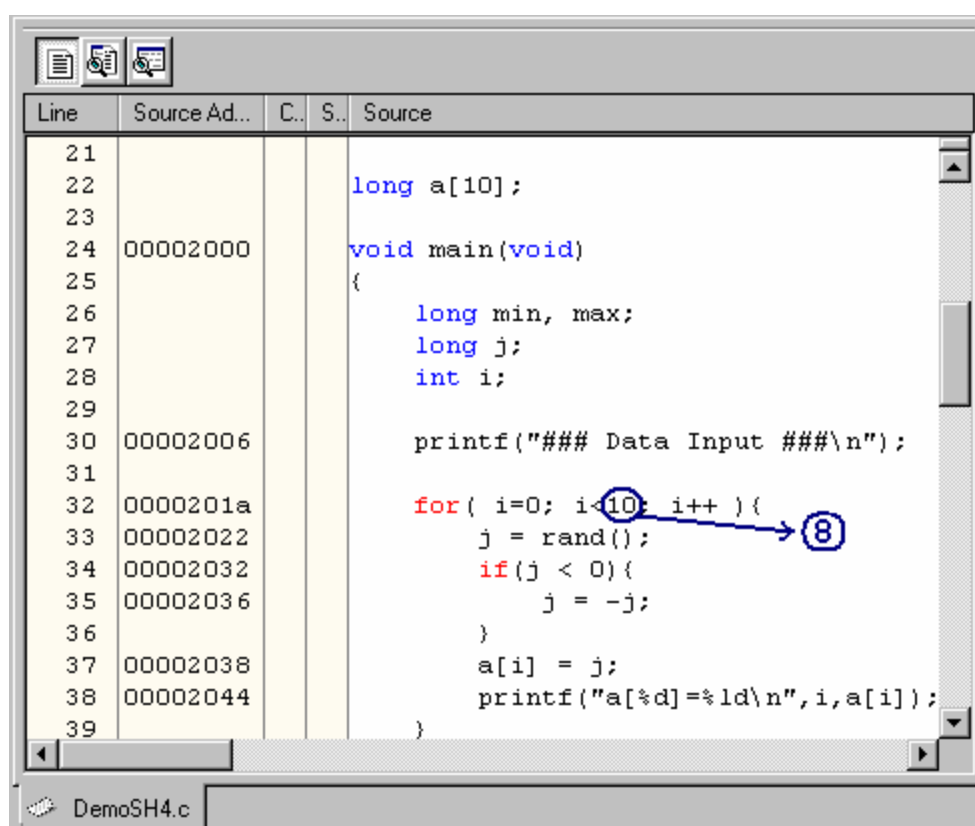 Line Source Ad... C.. S.. Source
21
22 long a[10];
23
24 00002000 void main(void)
25 {
26 long min, max;
27 long j;
28 int i;
29
30 00002006 printf("### Data Input ###\n");
31
32 0000201a for( i=0; i<10; i++ ){
8
33 00002022 j = rand();
34 00002032 if(j < 0){
35 00002036 j = -j;
36 }
37 00002038 a[i] = j;
38 00002044 printf("a[%d]=%ld\n",i,a[i]);
39 }
DemoSH4.c